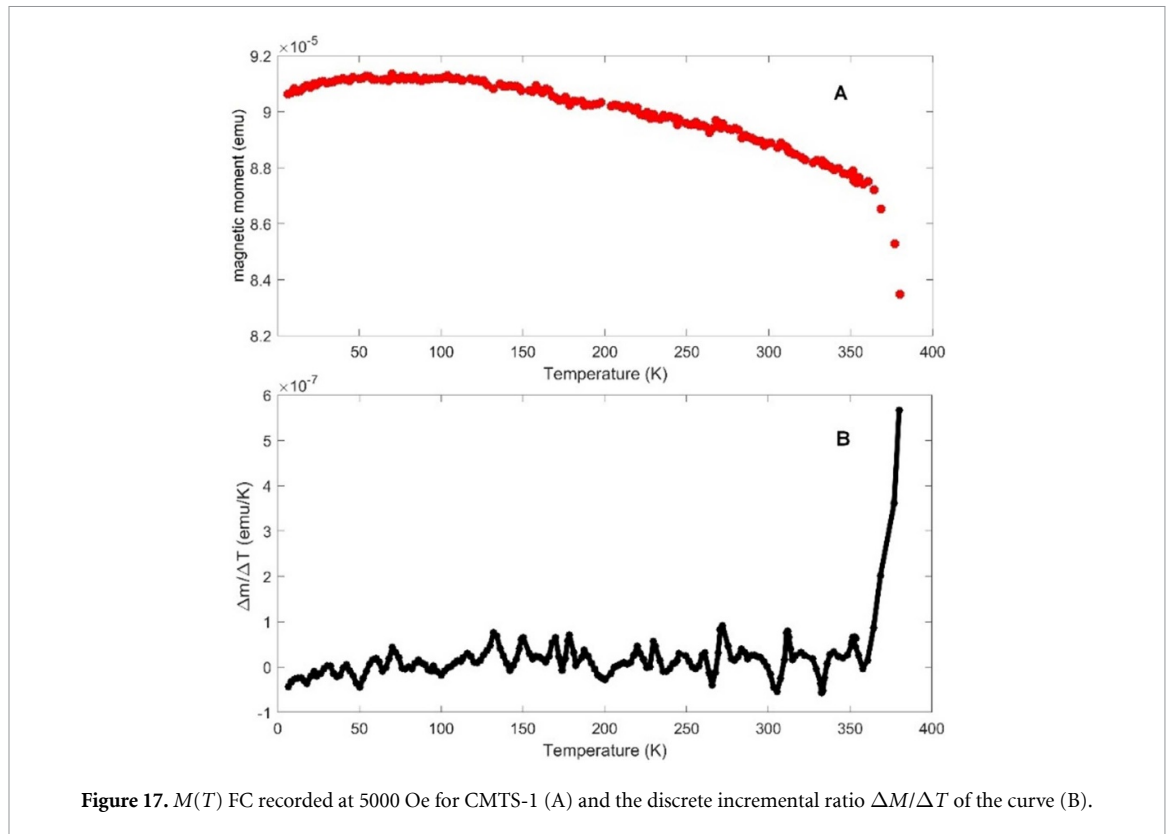 ×10⁻⁵
9.2
9
8.8
8.6
8.4
8.2
magnetic moment (emu)
A
50 100 150 200 250 300 350 400
Temperature (K)
×10⁻⁷
6
5
4
3
2
1
0
-1
Δm/ΔT (emu/K)
B
0 50 100 150 200 250 300 350 400
Temperature (K)
Figure 17. M(T) FC recorded at 5000 Oe for CMTS-1 (A) and the discrete incremental ratio ΔM/ΔT of the curve (B).